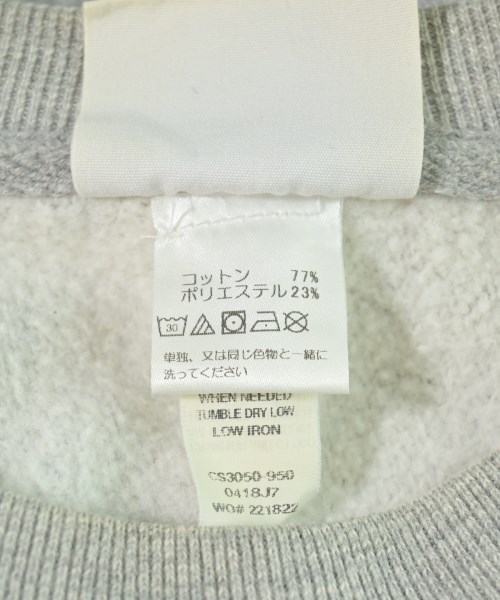 コットン 77%
ポリエステル 23%
30
単独、又は同じ色物と一緒に
洗ってください
WHEN NEEDED
TUMBLE DRY LOW
LOW IRON
CS3050-950
0418J7
WO# 221822